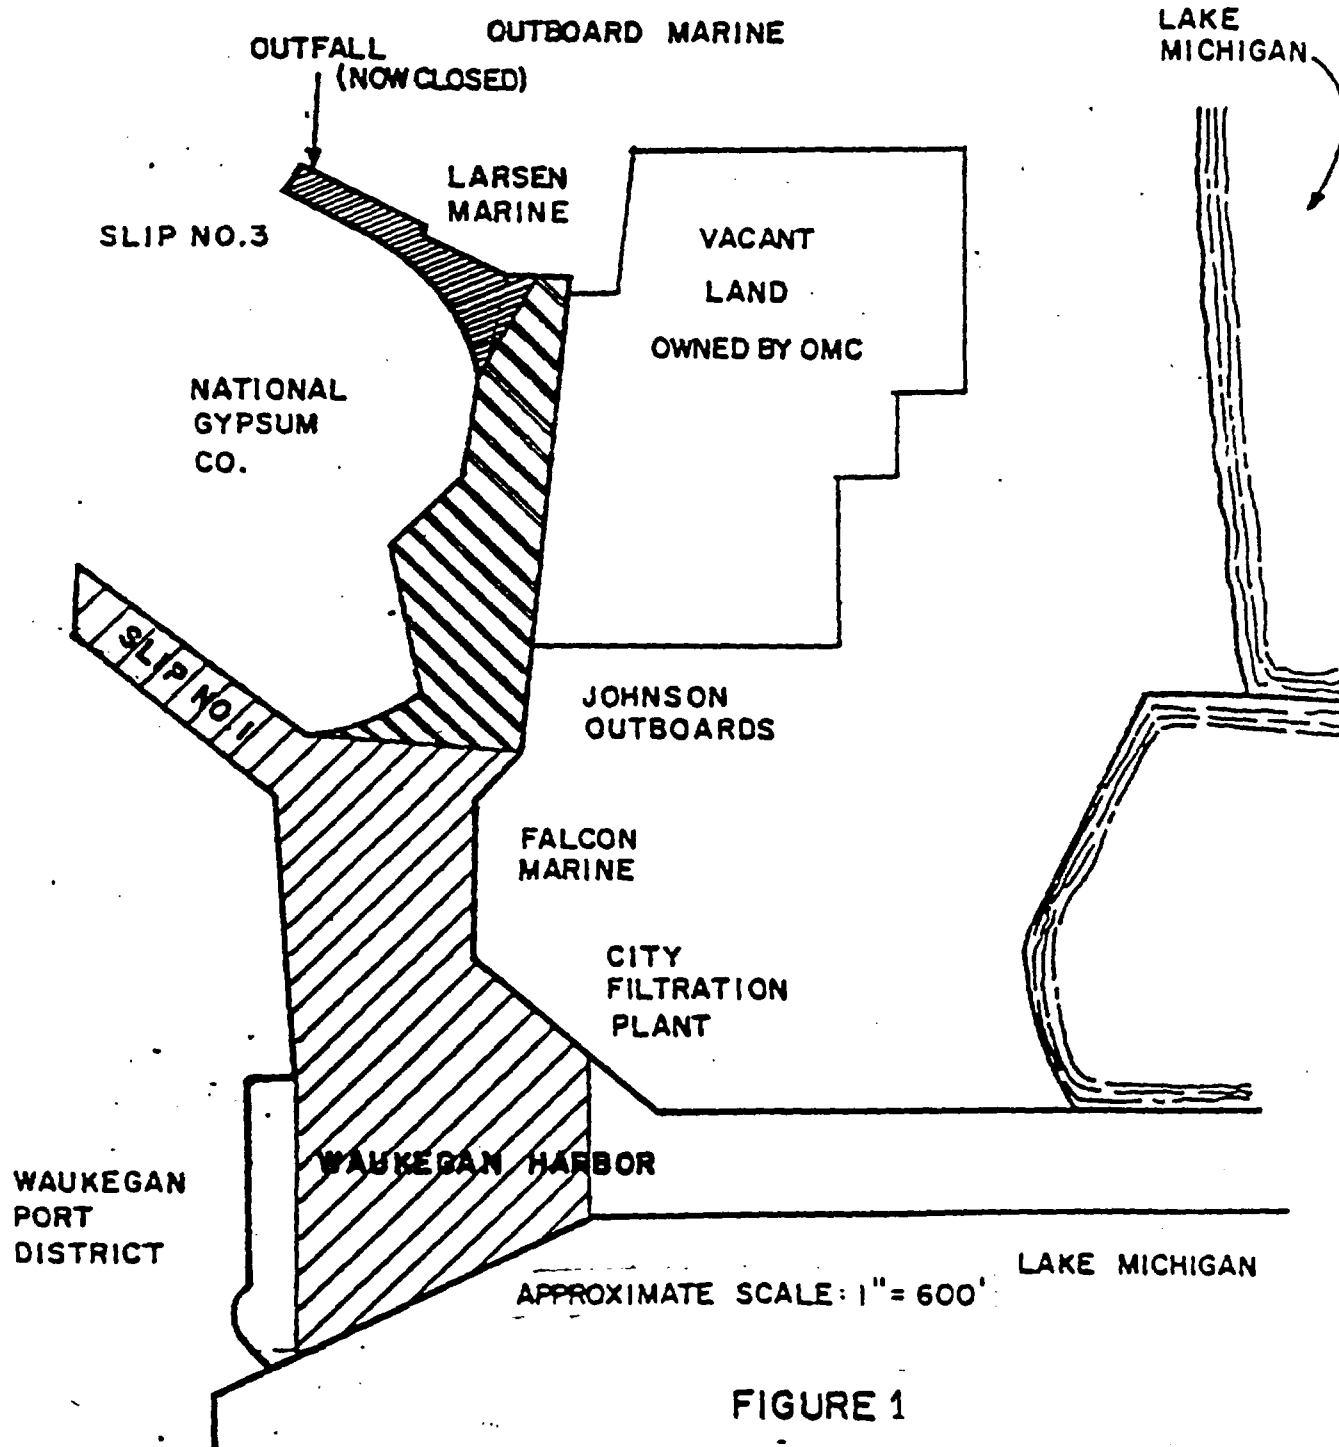 OUTBOARD MARINE
LAKE
MICHIGAN
OUTFALL
(NOW CLOSED)
LARSEN
MARINE
SLIP NO.3
VACANT
LAND
OWNED BY OMC
NATIONAL
GYPSUM
CO.
SLIP NO. 1
JOHNSON
OUTBOARDS
FALCON
MARINE
CITY
FILTRATION
PLANT
WAUKEGAN HARBOR
WAUKEGAN
PORT
DISTRICT
LAKE MICHIGAN
APPROXIMATE SCALE: 1" = 600'
FIGURE 1